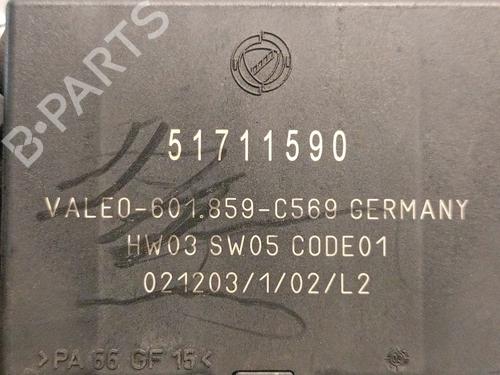 B-PARTS
51711590
VALEO-601.859-C569 GERMANY
HW03 SW05 CODE01
021203/1/02/L2
>PA 66 GF 15<